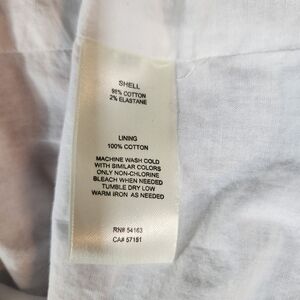 SHELL
98% COTTON
2% ELASTANE
LINING
100% COTTON
MACHINE WASH COLD
WITH SIMILAR COLORS
ONLY NON-CHLORINE
BLEACH WHEN NEEDED
TUMBLE DRY LOW
WARM IRON AS NEEDED
RN# 54163
CA# 57151